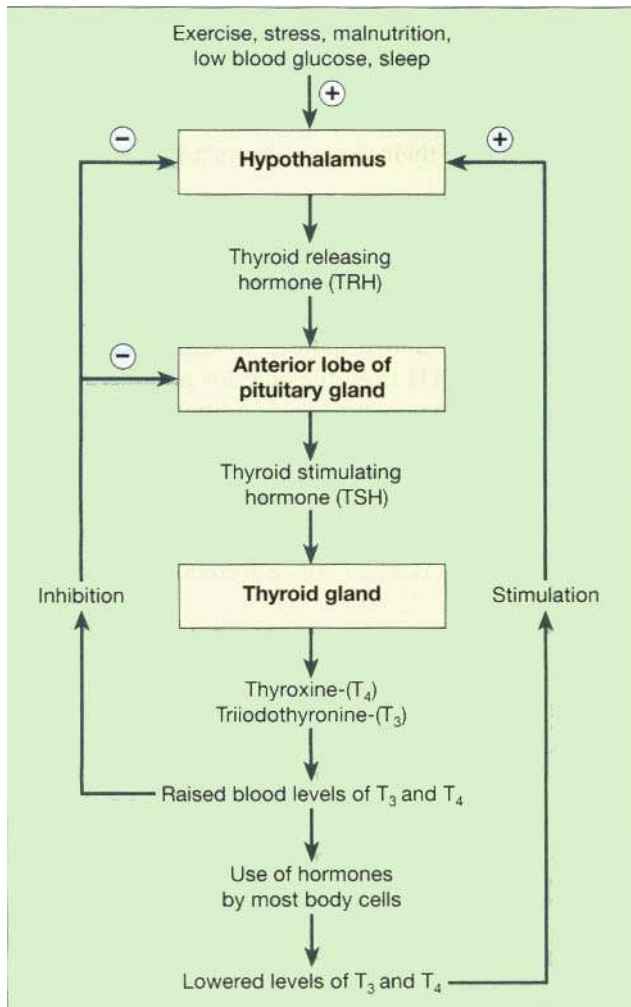 Exercise, stress, malnutrition,
low blood glucose, sleep
+
−
+
Hypothalamus
Thyroid releasing
hormone (TRH)
−
Anterior lobe of
pituitary gland
Thyroid stimulating
hormone (TSH)
Inhibition
Thyroid gland
Stimulation
Thyroxine-(T₄)
Triiodothyronine-(T₃)
Raised blood levels of T₃ and T₄
Use of hormones
by most body cells
Lowered levels of T₃ and T₄